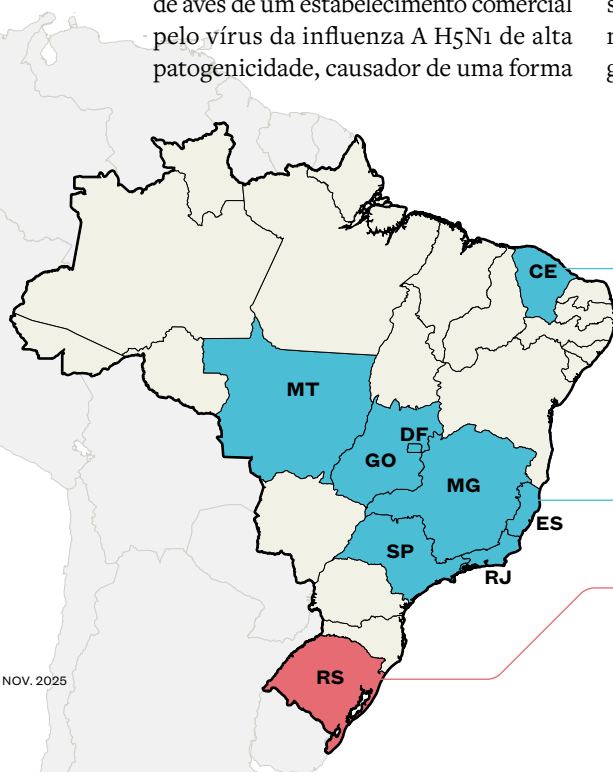 de aves de um estabelecimento comercial
pelo vírus da influenza A H5N1 de alta
patogenicidade, causador de uma forma
s
g
CE
MT
DF
GO
MG
ES
SP
RJ
RS
NOV. 2025